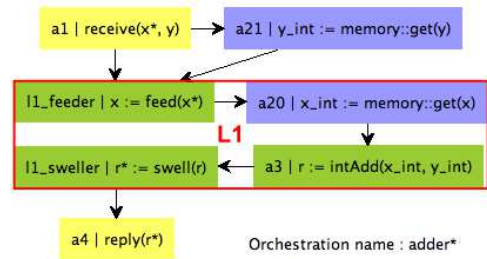 a1 | receive(x*, y)
a21 | y_int := memory::get(y)
l1_feeder | x := feed(x*)
a20 | x_int := memory::get(x)
L1
l1_sweller | r* := swell(r)
a3 | r := intAdd(x_int, y_int)
a4 | reply(r*)
Orchestration name : adder*